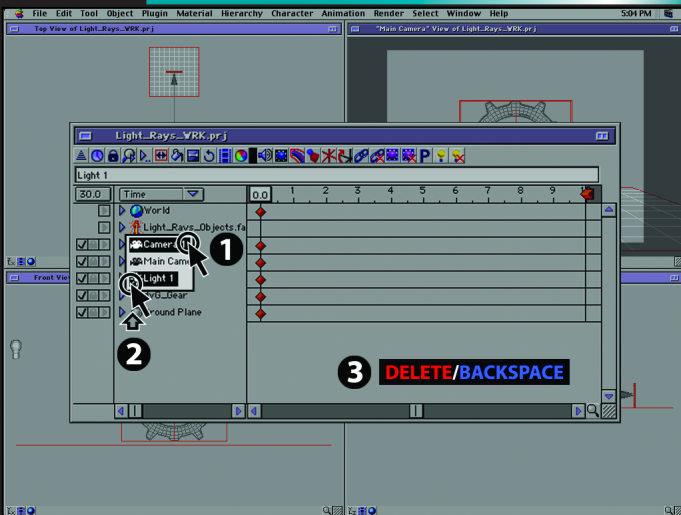 File Edit Tool Object Plugin Material Hierarchy Character Animation Render Select Window Help 5:04 PM
Top View of Light_Rays_WRK.prj
"Main Camera" View of Light_Rays_WRK.prj
Light_Rays_WRK.prj
P
Light 1
30.0 Time 0.0 1 2 3 4 5 6 7 8 9
World
Light_Rays_Objects.fa
Camera 1
Main Came
Light 1
Ground Plane
2
3 DELETE/BACKSPACE
Front View